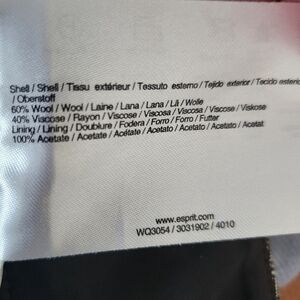 Shell / Shell / Tissu extérieur / Tessuto esterno / Tejido exterior / Tecido exterior
/ Oberstoff
60% Wool / Wool / Laine / Lana / Lana / Lã / Wolle
40% Viscose / Rayon / Viscose / Viscosa / Viscosa / Viscose / Viskose
Lining / Lining / Doublure / Fodera / Forro / Forro / Futter
100% Acetate / Acetate / Acétate / Acetato / Acetato / Acetato / Acetat
www.esprit.com
WQ3054 / 3031902 / 4010